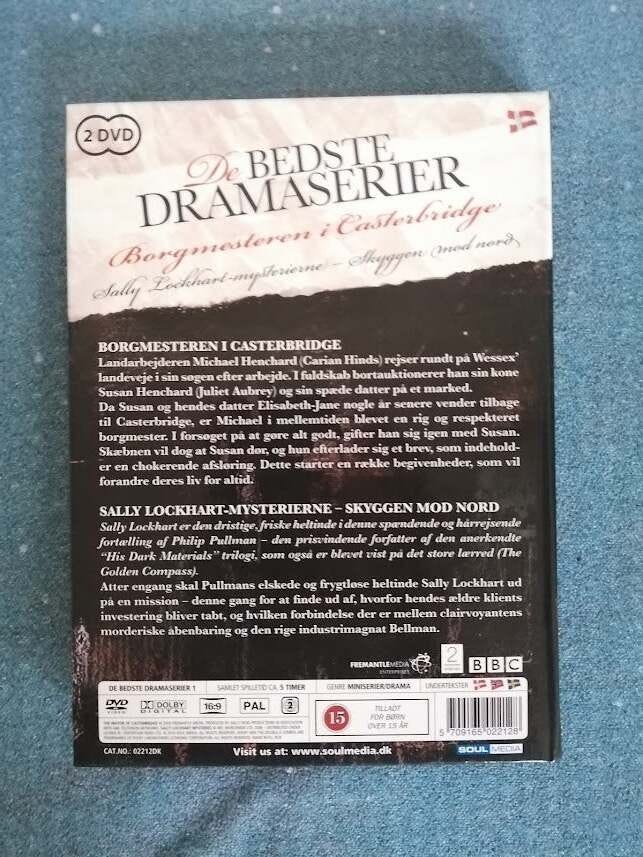 2 DVD
De BEDSTE
DRAMASERIER
Borgmesteren i Casterbridge
Sally Lockhart-mysterierne – Skyggen mod nord
BORGMESTEREN I CASTERBRIDGE
Landarbejderen Michael Henchard (Carian Hinds) rejser rundt på Wessex'
landeveje i sin søgen efter arbejde. I fuldskab bortauktionerer han sin kone
Susan Henchard (Juliet Aubrey) og sin spæde datter på et marked.
Da Susan og hendes datter Elisabeth-Jane nogle år senere vender tilbage
til Casterbridge, er Michael i mellemtiden blevet en rig og respekteret
borgmester. I forsøget på at gøre alt godt, gifter han sig igen med Susan.
Skæbnen vil dog at Susan dør, og hun efterlader sig et brev, som indehold-
er en chokerende afsløring. Dette starter en række begivenheder, som vil
forandre deres liv for altid.
SALLY LOCKHART-MYSTERIERNE – SKYGGEN MOD NORD
Sally Lockhart er den dristige, friske heltinde i denne spændende og hårrejsende
fortælling af Philip Pullman – den prisvindende forfatter af den anerkendte
"His Dark Materials" trilogi, som også er blevet vist på det store lærred (The
Golden Compass).
Atter engang skal Pullmans elskede og frygtløse heltinde Sally Lockhart ud
på en mission – denne gang for at finde ud af, hvorfor hendes ældre klients
investering bliver tabt, og hvilken forbindelse der er mellem clairvoyantens
morderiske åbenbaring og den rige industrimagnat Bellman.
FREMANTLEMEDIA
ENTERPRISES
2
BBC
DE BEDSTE DRAMASERIER 1 SAMLET SPILLETID CA. 5 TIMER GENRE MINISERIER/DRAMA UNDERTEKSTER
DVD VIDEO DOLBY DIGITAL 16:9 PAL 2
15
TILLADT
FOR BØRN
OVER 15 ÅR
5 709165 022128
CAT.NO.: 02212DK
Visit us at: www.soulmedia.dk
SOUL MEDIA